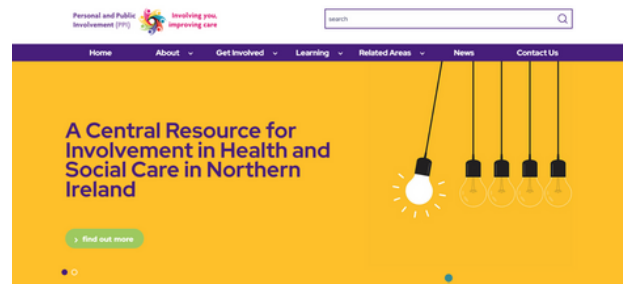 Personal and Public
Involvement (PPI)
Involving you,
improving care
search
Home About Get Involved Learning Related Areas News Contact Us
A Central Resource for
Involvement in Health and
Social Care in Northern
Ireland
› find out more